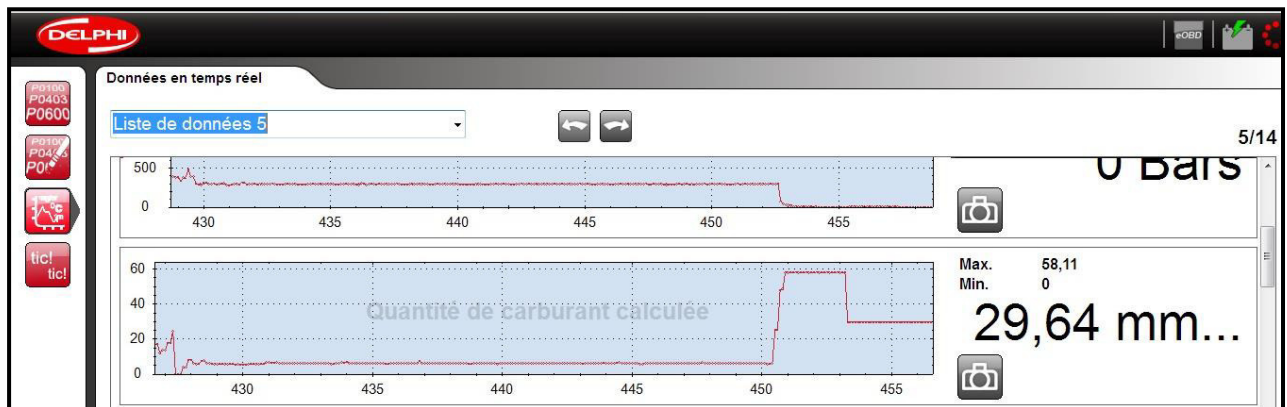 DELPHI
eOBD
P0100
P0403
P0600
Données en temps réel
Liste de données 5
5/14
500
0
430 435 440 445 450 455
0 Bars
60
40
20
0
Quantité de carburant calculée
430 435 440 445 450 455
Max. 58,11
Min. 0
29,64 mm...
P0100
tic!
tic!